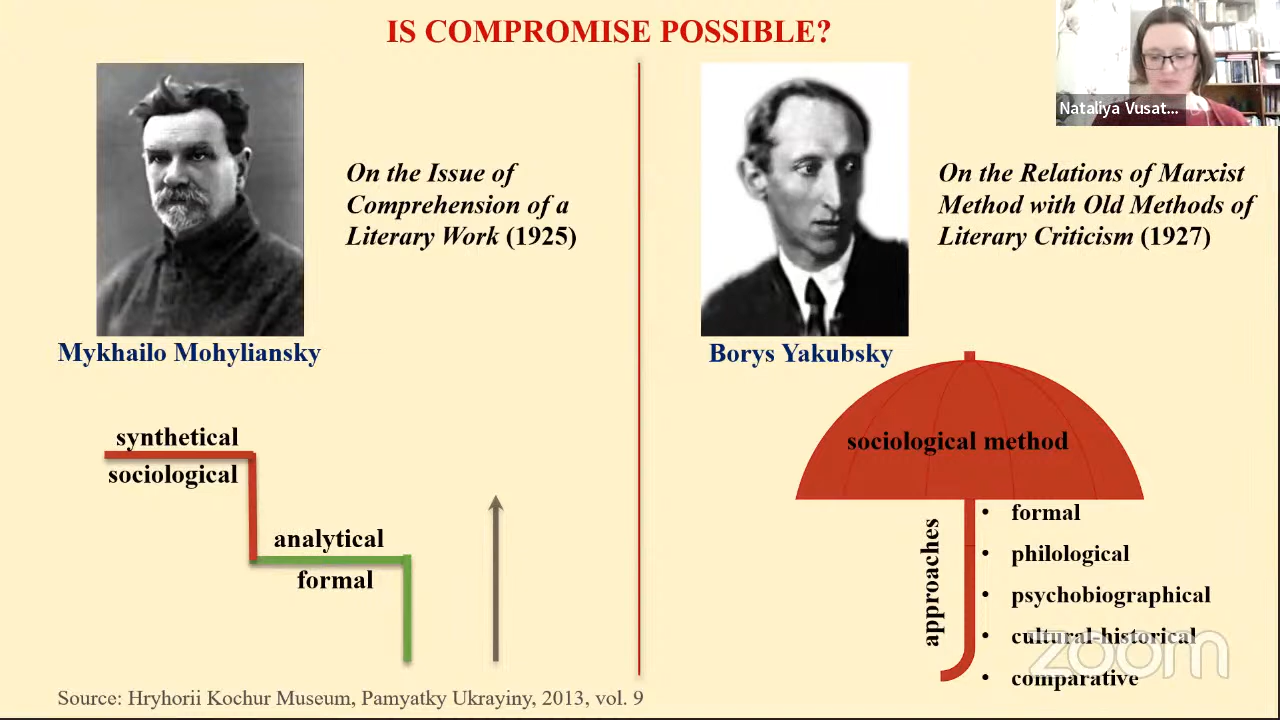 IS COMPROMISE POSSIBLE?
Nataliya Vusat...
On the Issue of
Comprehension of a
Literary Work (1925)
Mykhailo Mohyliansky
synthetical
sociological
analytical
formal
On the Relations of Marxist
Method with Old Methods of
Literary Criticism (1927)
Borys Yakubsky
sociological method
approaches
• formal
• philological
• psychobiographical
• cultural-historical
• comparative
zoom
Source: Hryhorii Kochur Museum, Pamyatky Ukrayiny, 2013, vol. 9